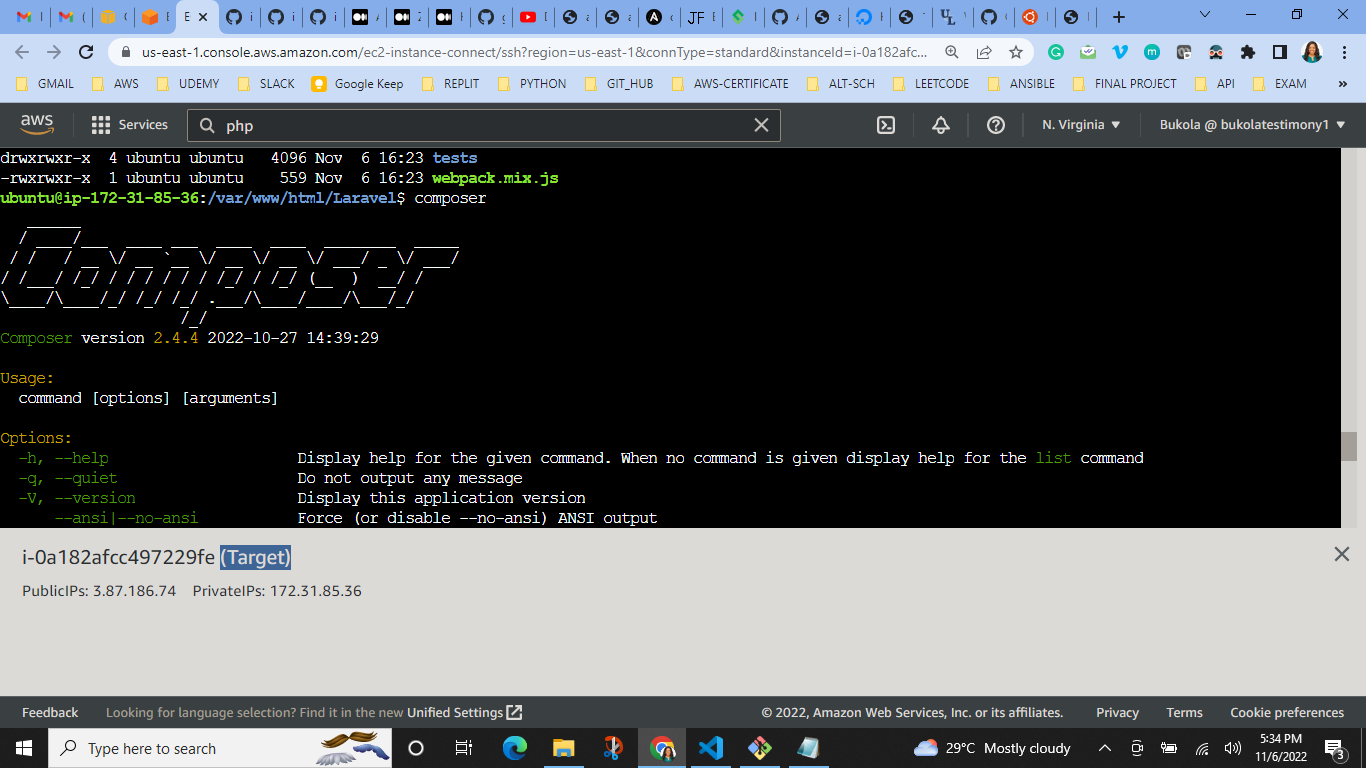 us-east-1.console.aws.amazon.com/ec2-instance-connect/ssh?region=us-east-1&connType=standard&instanceId=i-0a182afc...
GMAIL AWS UDEMY SLACK Google Keep REPLIT PYTHON GIT_HUB AWS-CERTIFICATE ALT-SCH LEETCODE ANSIBLE FINAL PROJECT API EXAM »
aws Services php N. Virginia Bukola @ bukolatestimony1
drwxrwxr-x 4 ubuntu ubuntu 4096 Nov 6 16:23 tests
-rwxrwxr-x 1 ubuntu ubuntu 559 Nov 6 16:23 webpack.mix.js
ubuntu@ip-172-31-85-36:/var/www/html/Laravel$ composer
Composer
Composer version 2.4.4 2022-10-27 14:39:29
Usage:
command [options] [arguments]
Options:
-h, --help Display help for the given command. When no command is given display help for the list command
-q, --quiet Do not output any message
-V, --version Display this application version
--ansi|--no-ansi Force (or disable --no-ansi) ANSI output
i-0a182afcc497229fe (Target)
PublicIPs: 3.87.186.74 PrivateIPs: 172.31.85.36
Feedback Looking for language selection? Find it in the new Unified Settings © 2022, Amazon Web Services, Inc. or its affiliates. Privacy Terms Cookie preferences
Type here to search 29°C Mostly cloudy 5:34 PM
11/6/2022 3